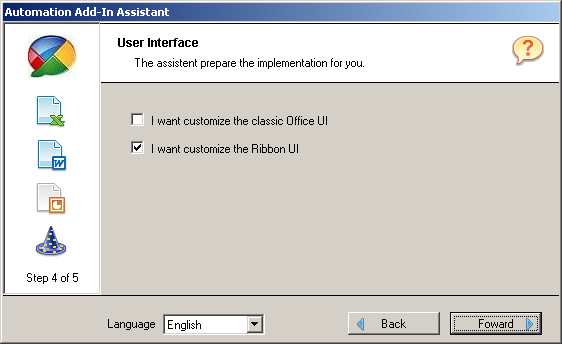 Automation Add-In Assistant
User Interface
The assistent prepare the implementation for you.
I want customize the classic Office UI
I want customize the Ribbon UI
Step 4 of 5
Language English Back Foward